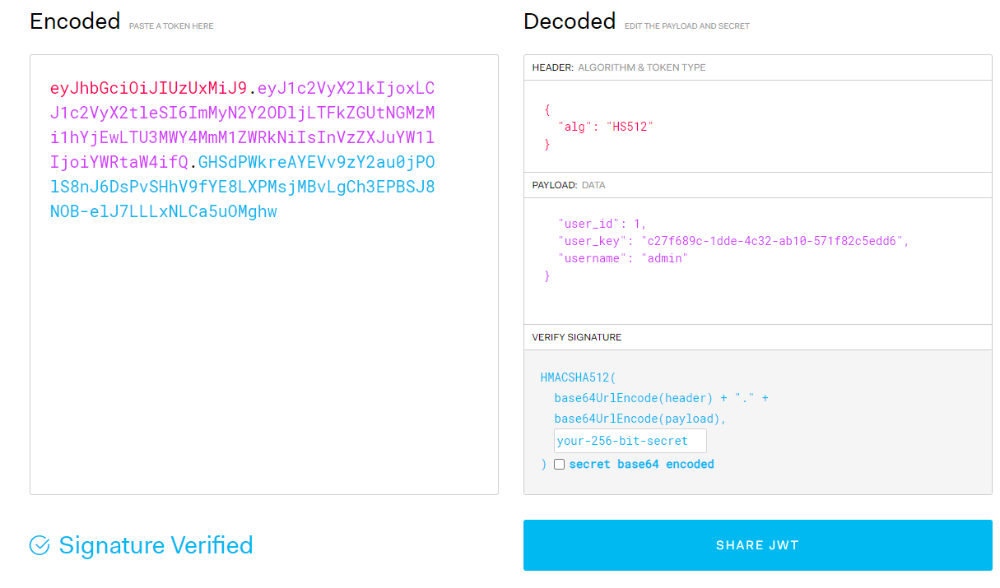 Encoded PASTE A TOKEN HERE
eyJhbGciOiJIUzUxMiJ9.eyJ1c2VyX2lkIjoxLC
J1c2VyX2tleSI6ImMyN2Y2ODljLTFkZGUtNGMzM
i1hYjEwLTU3MWY4MmM1ZWRkNiIsInVzZXJuYW1l
IjoiYWRtaW4ifQ.GHSdPWkreAYEVv9zY2au0jPO
lS8nJ6DsPvSHhV9fYE8LXPMsjMBvLgCh3EPBSJ8
NOB-elJ7LLLxNLCa5uOMghw
Signature Verified
Decoded EDIT THE PAYLOAD AND SECRET
HEADER: ALGORITHM & TOKEN TYPE
{
"alg": "HS512"
}
PAYLOAD: DATA
"user_id": 1,
"user_key": "c27f689c-1dde-4c32-ab10-571f82c5edd6",
"username": "admin"
}
VERIFY SIGNATURE
HMACSHA512(
base64UrlEncode(header) + "." +
base64UrlEncode(payload),
your-256-bit-secret
) secret base64 encoded
SHARE JWT